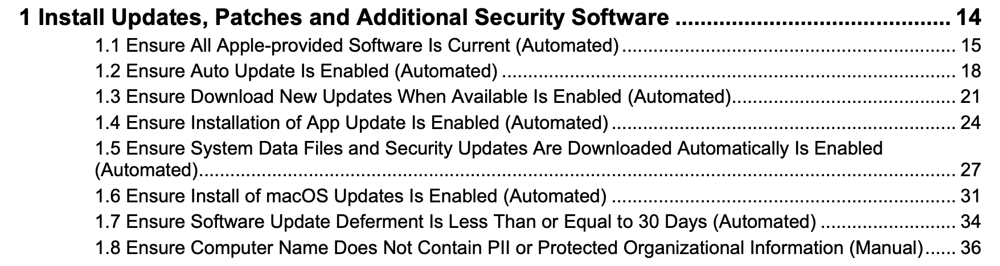 1 Install Updates, Patches and Additional Security Software ............................................ 14
1.1 Ensure All Apple-provided Software Is Current (Automated) ................................................................ 15
1.2 Ensure Auto Update Is Enabled (Automated) ....................................................................................... 18
1.3 Ensure Download New Updates When Available Is Enabled (Automated)........................................... 21
1.4 Ensure Installation of App Update Is Enabled (Automated) .................................................................. 24
1.5 Ensure System Data Files and Security Updates Are Downloaded Automatically Is Enabled
(Automated).................................................................................................................................................. 27
1.6 Ensure Install of macOS Updates Is Enabled (Automated) .................................................................. 31
1.7 Ensure Software Update Deferment Is Less Than or Equal to 30 Days (Automated) .......................... 34
1.8 Ensure Computer Name Does Not Contain PII or Protected Organizational Information (Manual)...... 36